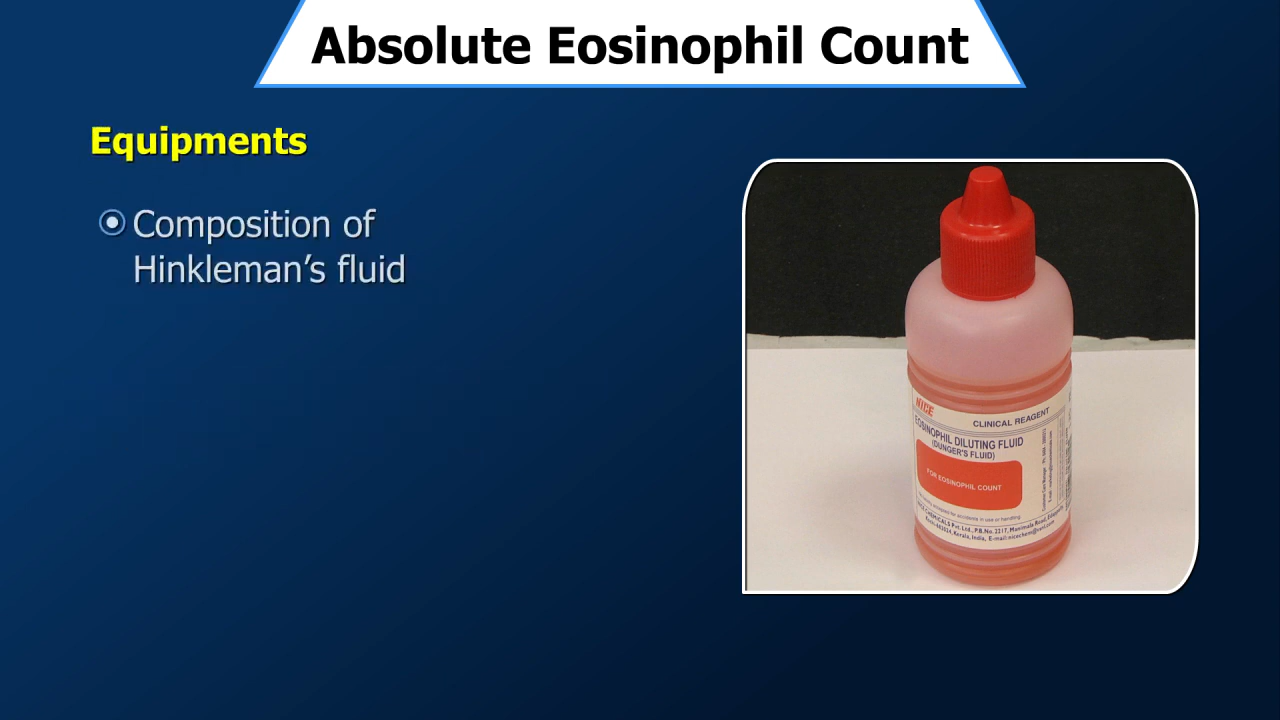 Absolute Eosinophil Count
Equipments
Composition of
Hinkleman’s fluid
NICE
CLINICAL REAGENT
EOSINOPHIL DILUTING FLUID
(DUNGER'S FLUID)
FOR EOSINOPHIL COUNT